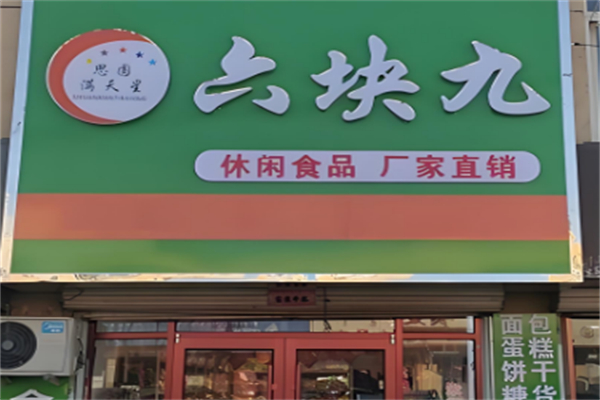 思园
满天星
六块九
休闲食品 厂家直销
面包
蛋糕
饼干
糖货